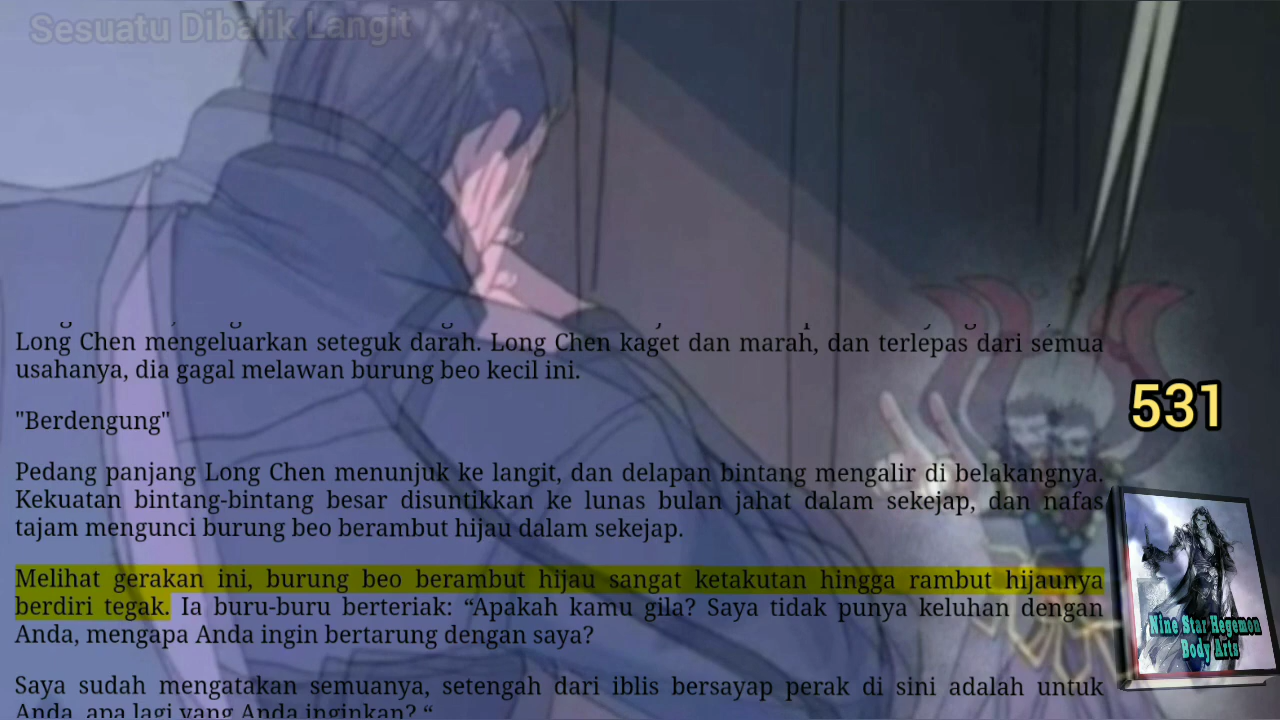 Sesuatu Dibalik Langit
Long Chen mengeluarkan seteguk darah. Long Chen kaget dan marah, dan terlepas dari semua
usahanya, dia gagal melawan burung beo kecil ini.
"Berdengung"
Pedang panjang Long Chen menunjuk ke langit, dan delapan bintang mengalir di belakangnya.
Kekuatan bintang-bintang besar disuntikkan ke lunas bulan jahat dalam sekejap, dan nafas
tajam mengunci burung beo berambut hijau dalam sekejap.
Melihat gerakan ini, burung beo berambut hijau sangat ketakutan hingga rambut hijaunya
berdiri tegak. Ia buru-buru berteriak: “Apakah kamu gila? Saya tidak punya keluhan dengan
Anda, mengapa Anda ingin bertarung dengan saya?
Saya sudah mengatakan semuanya, setengah dari iblis bersayap perak di sini adalah untuk
Anda, apa lagi yang Anda inginkan? “
531
Nine Star Hegemon
Body Arts